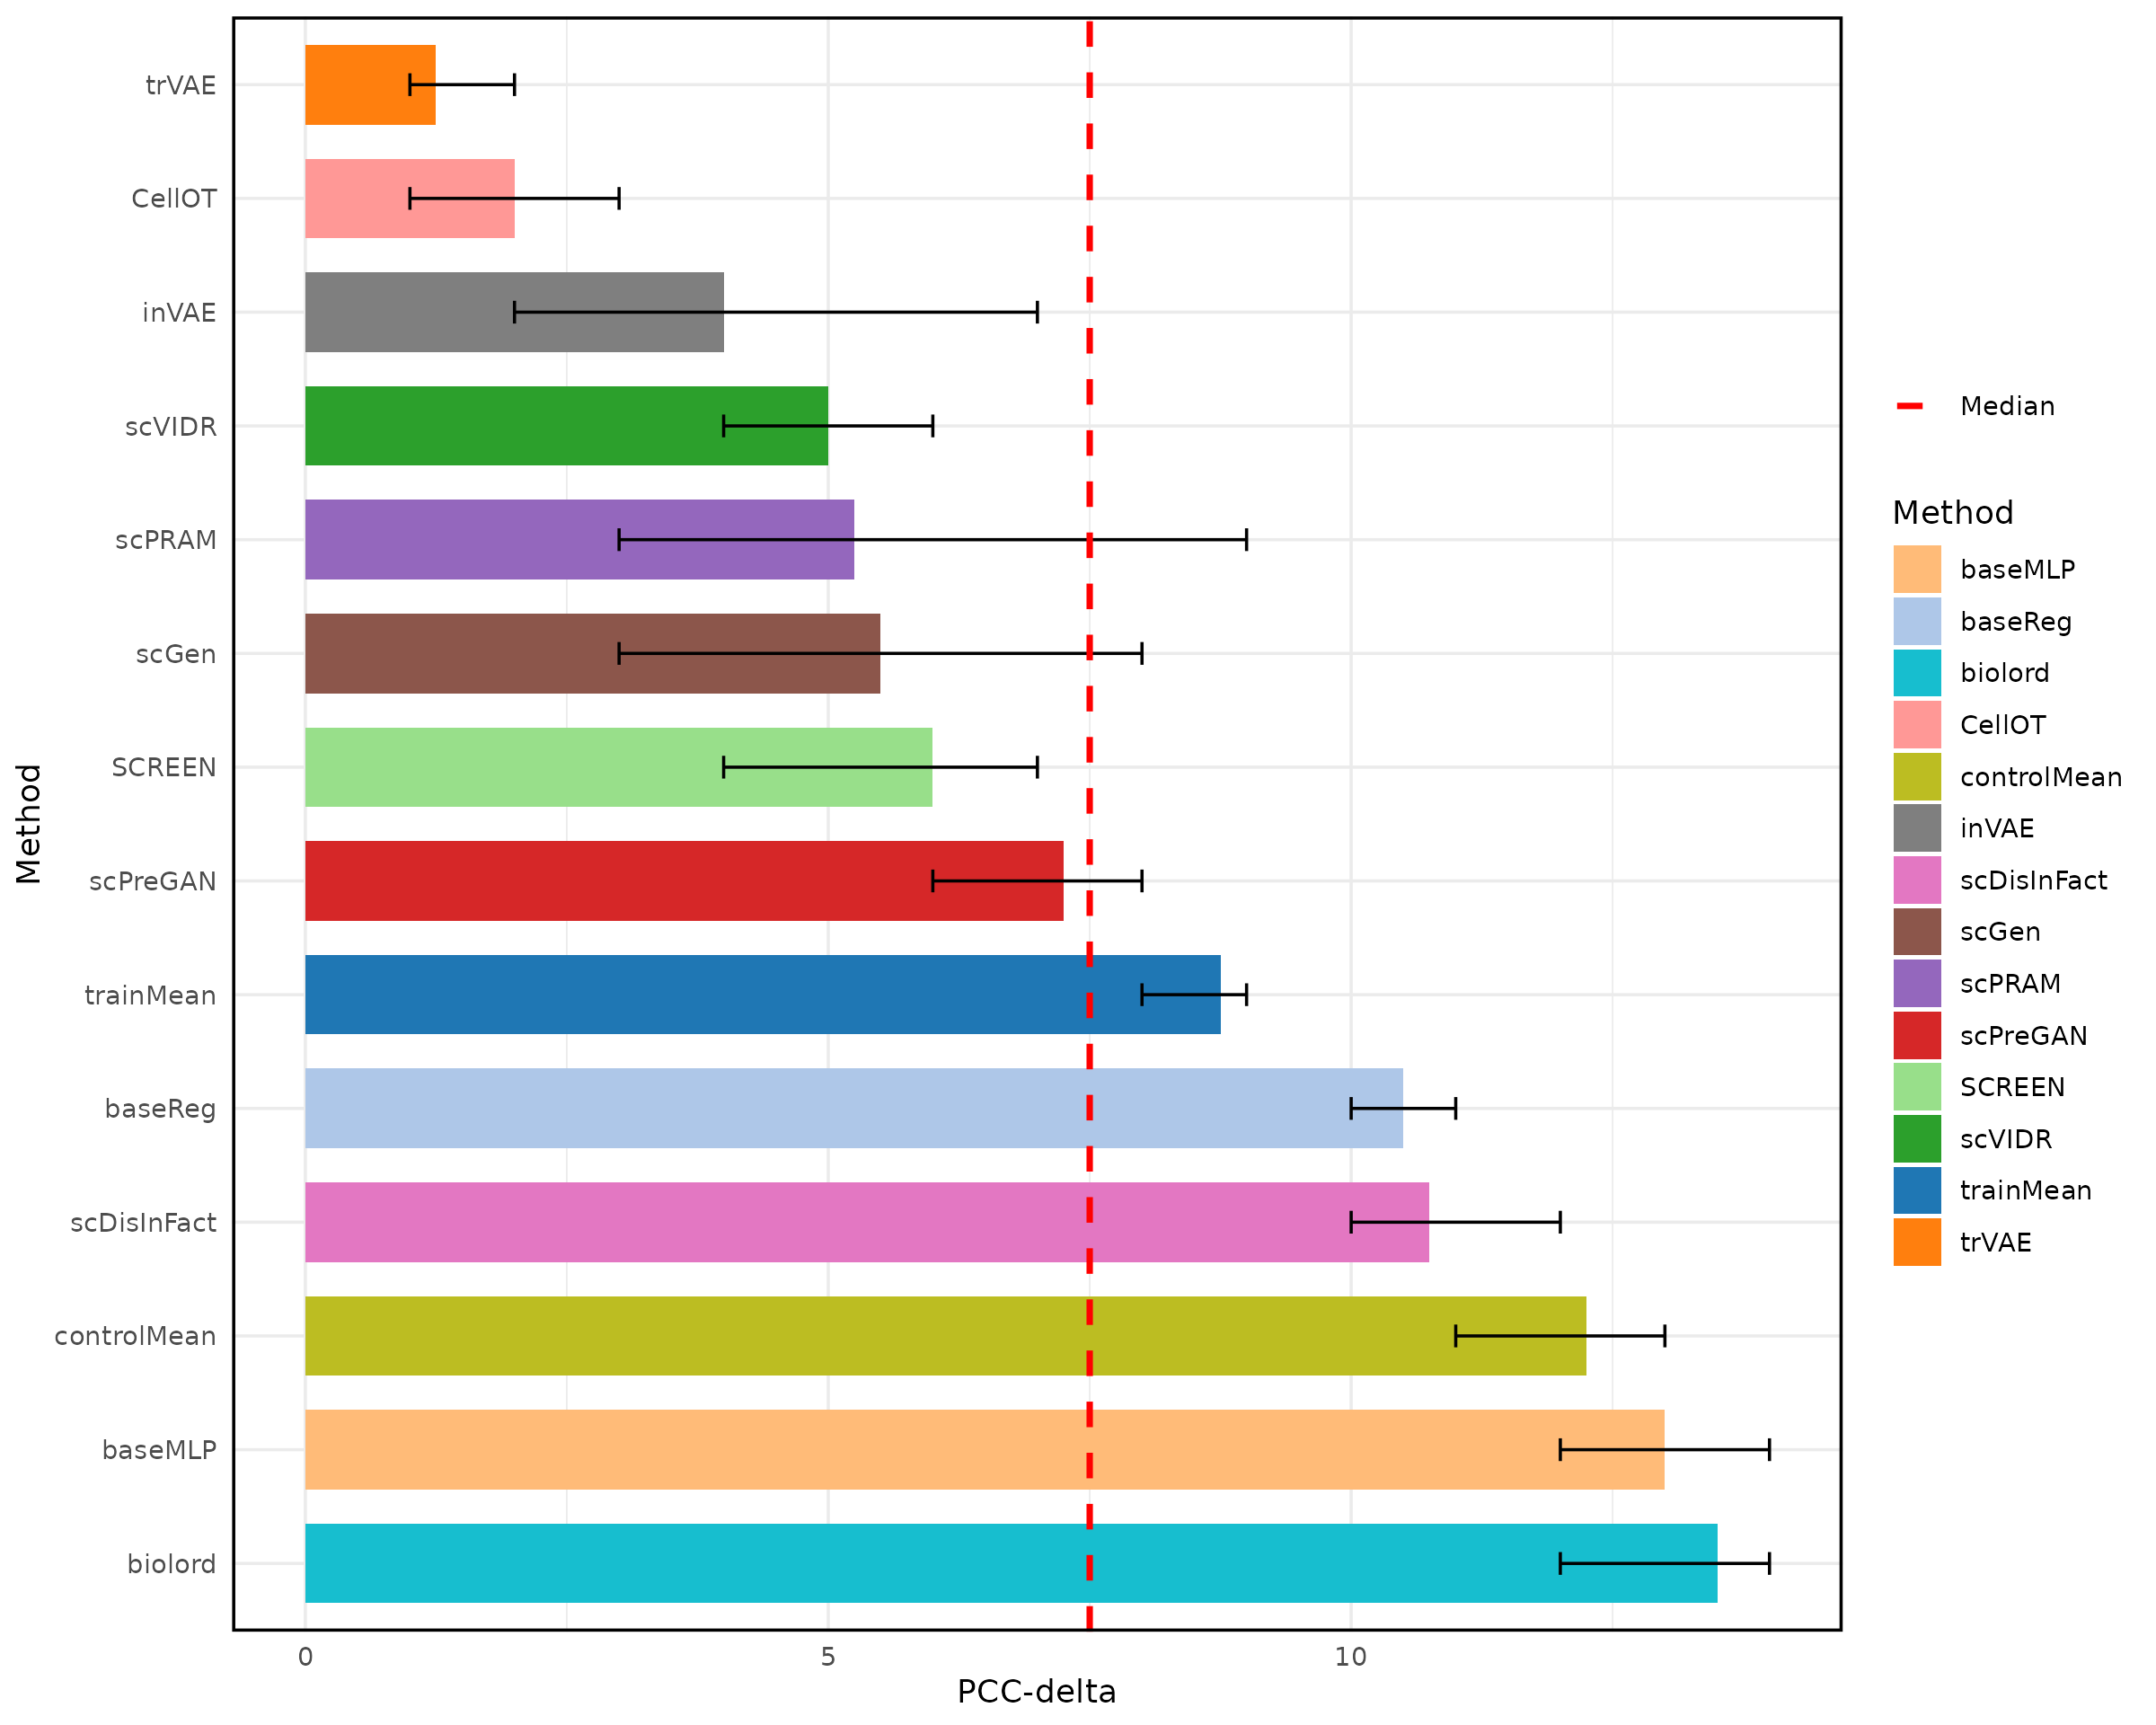 trVAE
CellOT
inVAE
scVIDR
scPRAM
scGen
SCREEN
scPreGAN
trainMean
baseReg
scDisInFact
controlMean
baseMLP
biolord
Method
0 5 10
PCC-delta
Median
Method
baseMLP
baseReg
biolord
CellOT
controlMean
inVAE
scDisInFact
scGen
scPRAM
scPreGAN
SCREEN
scVIDR
trainMean
trVAE